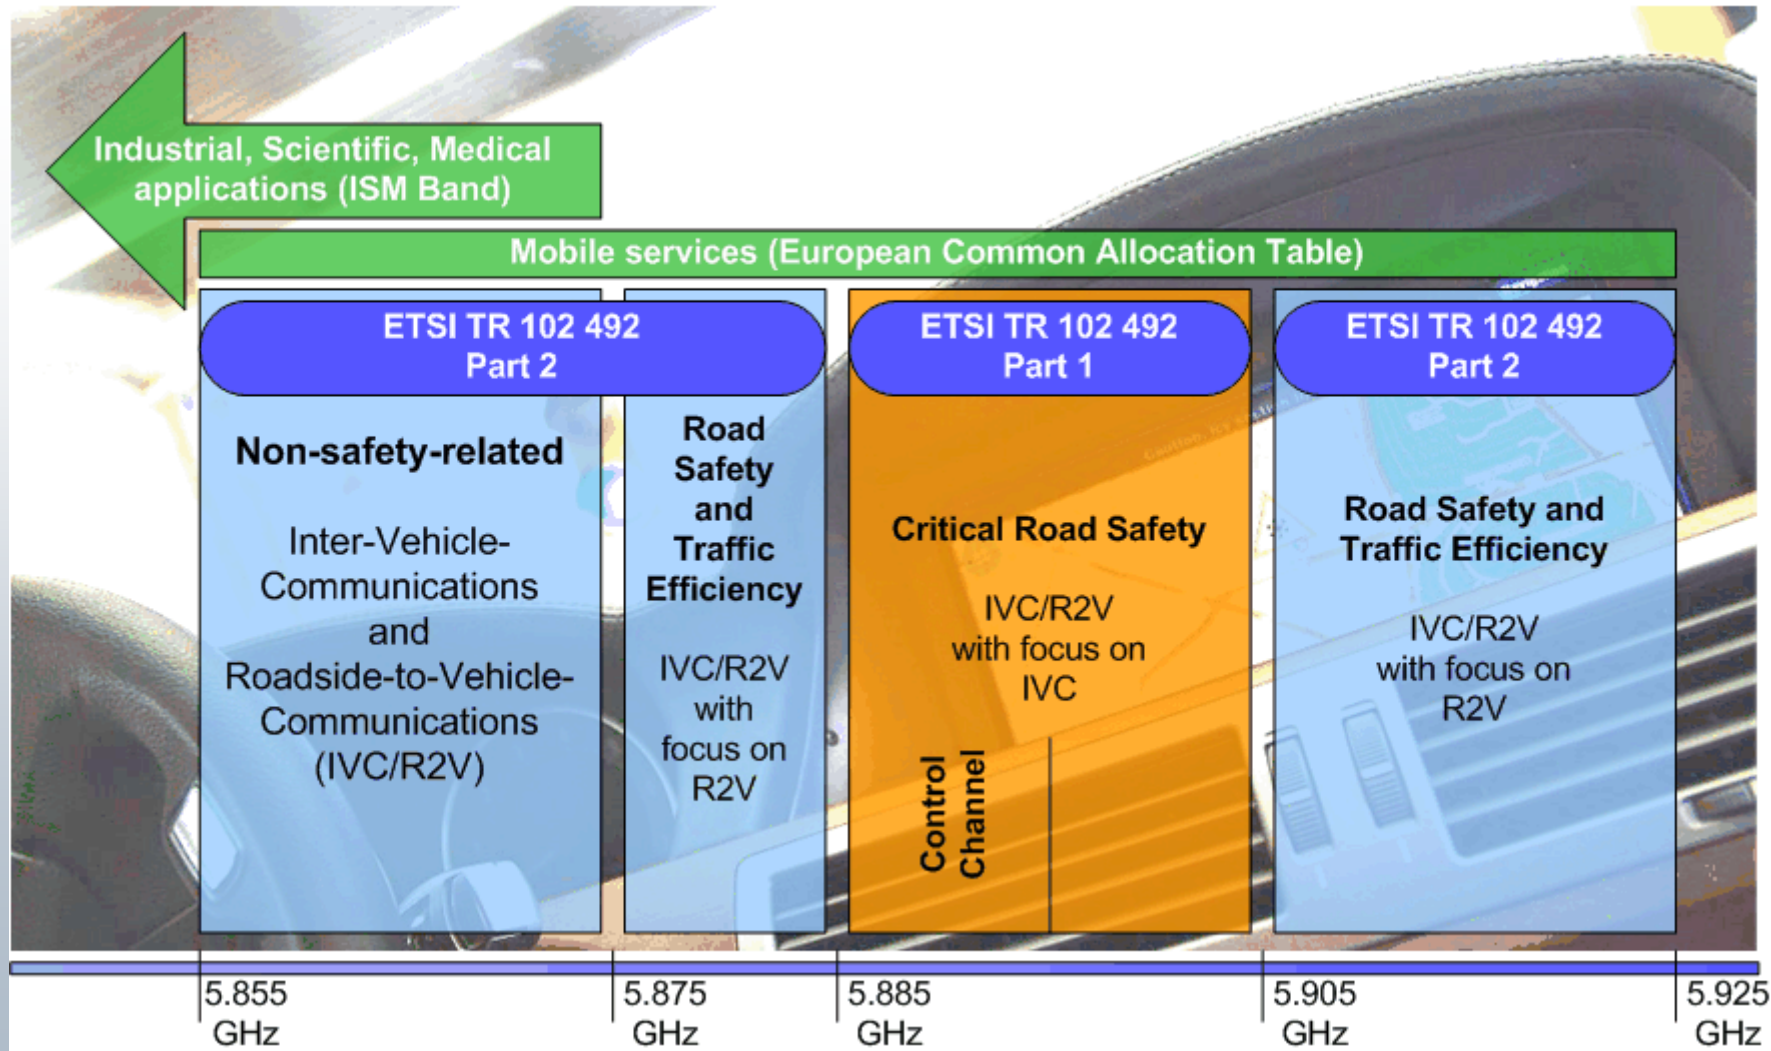 Industrial, Scientific, Medical
applications (ISM Band)
Mobile services (European Common Allocation Table)
ETSI TR 102 492
Part 2
ETSI TR 102 492
Part 1
ETSI TR 102 492
Part 2
Non-safety-related
Inter-Vehicle-
Communications
and
Roadside-to-Vehicle-
Communications
(IVC/R2V)
Road
Safety
and
Traffic
Efficiency
IVC/R2V
with
focus on
R2V
Critical Road Safety
IVC/R2V
with focus on
IVC
Control
Channel
Road Safety and
Traffic Efficiency
IVC/R2V
with focus on
R2V
5.855
GHz
5.875
GHz
5.885
GHz
5.905
GHz
5.925
GHz